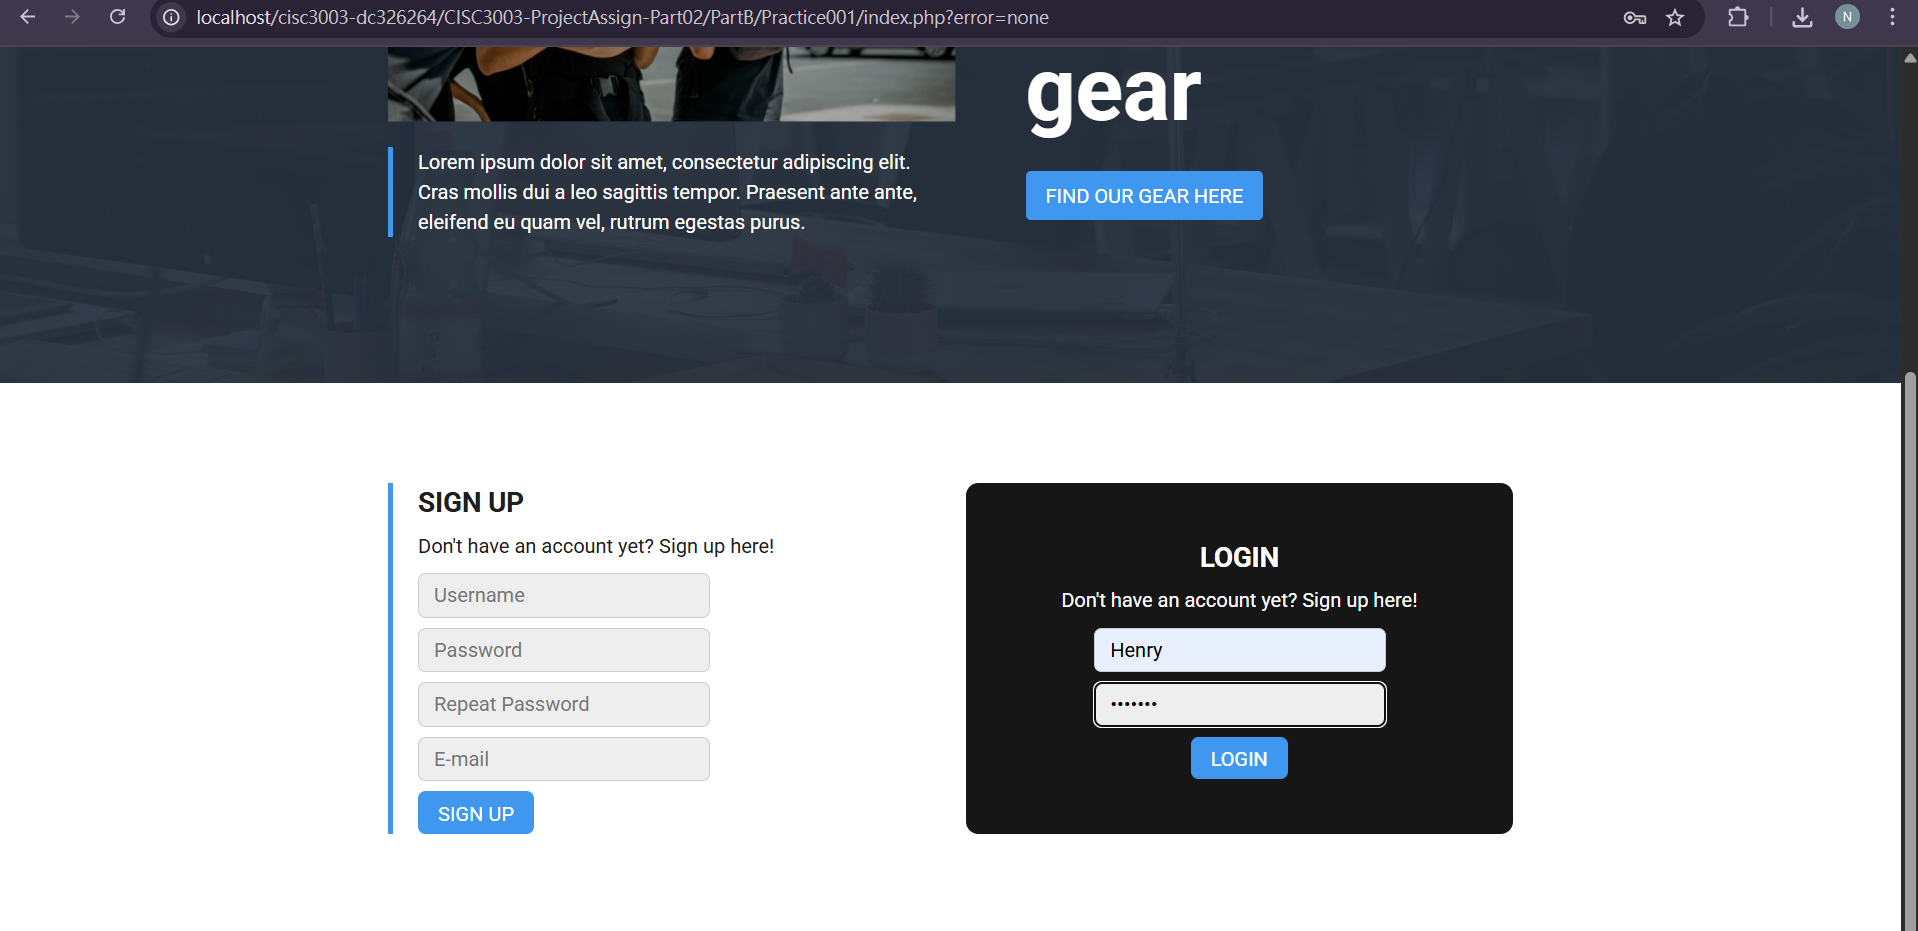 localhost/cisc3003-dc326264/CISC3003-ProjectAssign-Part02/PartB/Practice001/index.php?error=none
N
gear
Lorem ipsum dolor sit amet, consectetur adipiscing elit.
Cras mollis dui a leo sagittis tempor. Praesent ante ante,
eleifend eu quam vel, rutrum egestas purus.
FIND OUR GEAR HERE
SIGN UP
Don't have an account yet? Sign up here!
Username
Password
Repeat Password
E-mail
SIGN UP
LOGIN
Don't have an account yet? Sign up here!
Henry
•••••••
LOGIN